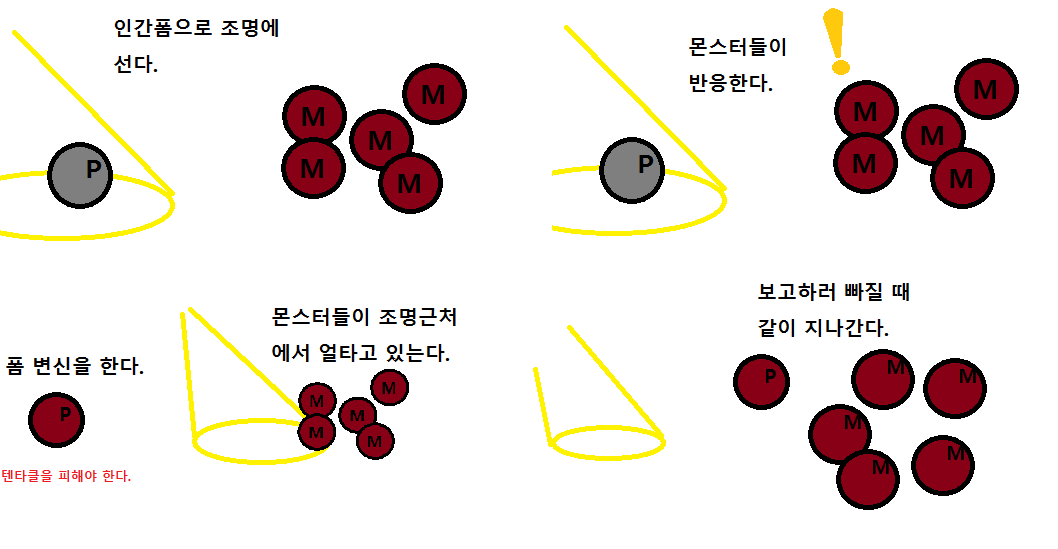 인간폼으로 조명에
선다.
P
M
M
M
M
M
몬스터들이
반응한다.
!
P
M
M
M
M
M
폼 변신을 한다.
P
텐타클을 피해야 한다.
몬스터들이 조명근처
에서 얼타고 있는다.
M
M
M
M
M
보고하러 빠질 때
같이 지나간다.
P
M
M
M
M
M